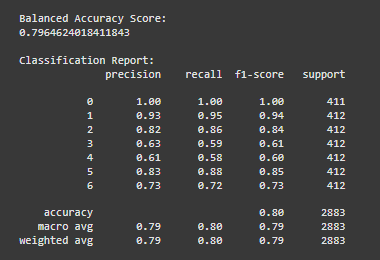 Balanced Accuracy Score:
0.7964624018411843
Classification Report:
precision recall f1-score support
0 1.00 1.00 1.00 411
1 0.93 0.95 0.94 412
2 0.82 0.86 0.84 412
3 0.63 0.59 0.61 412
4 0.61 0.58 0.60 412
5 0.83 0.88 0.85 412
6 0.73 0.72 0.73 412
accuracy 0.80 2883
macro avg 0.79 0.80 0.79 2883
weighted avg 0.79 0.80 0.79 2883